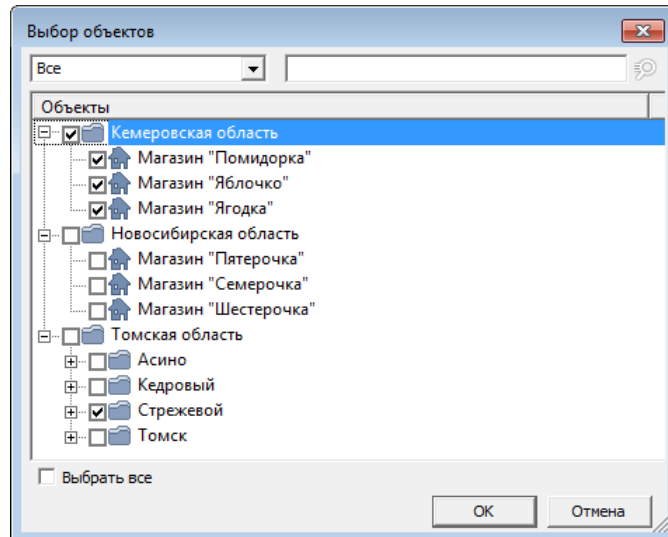 Выбор объектов
Все
Объекты
Кемеровская область
Магазин "Помидорка"
Магазин "Яблочко"
Магазин "Ягодка"
Новосибирская область
Магазин "Пятерочка"
Магазин "Семерочка"
Магазин "Шестерочка"
Томская область
Асино
Кедровый
Стрежевой
Томск
Выбрать все
ОК
Отмена